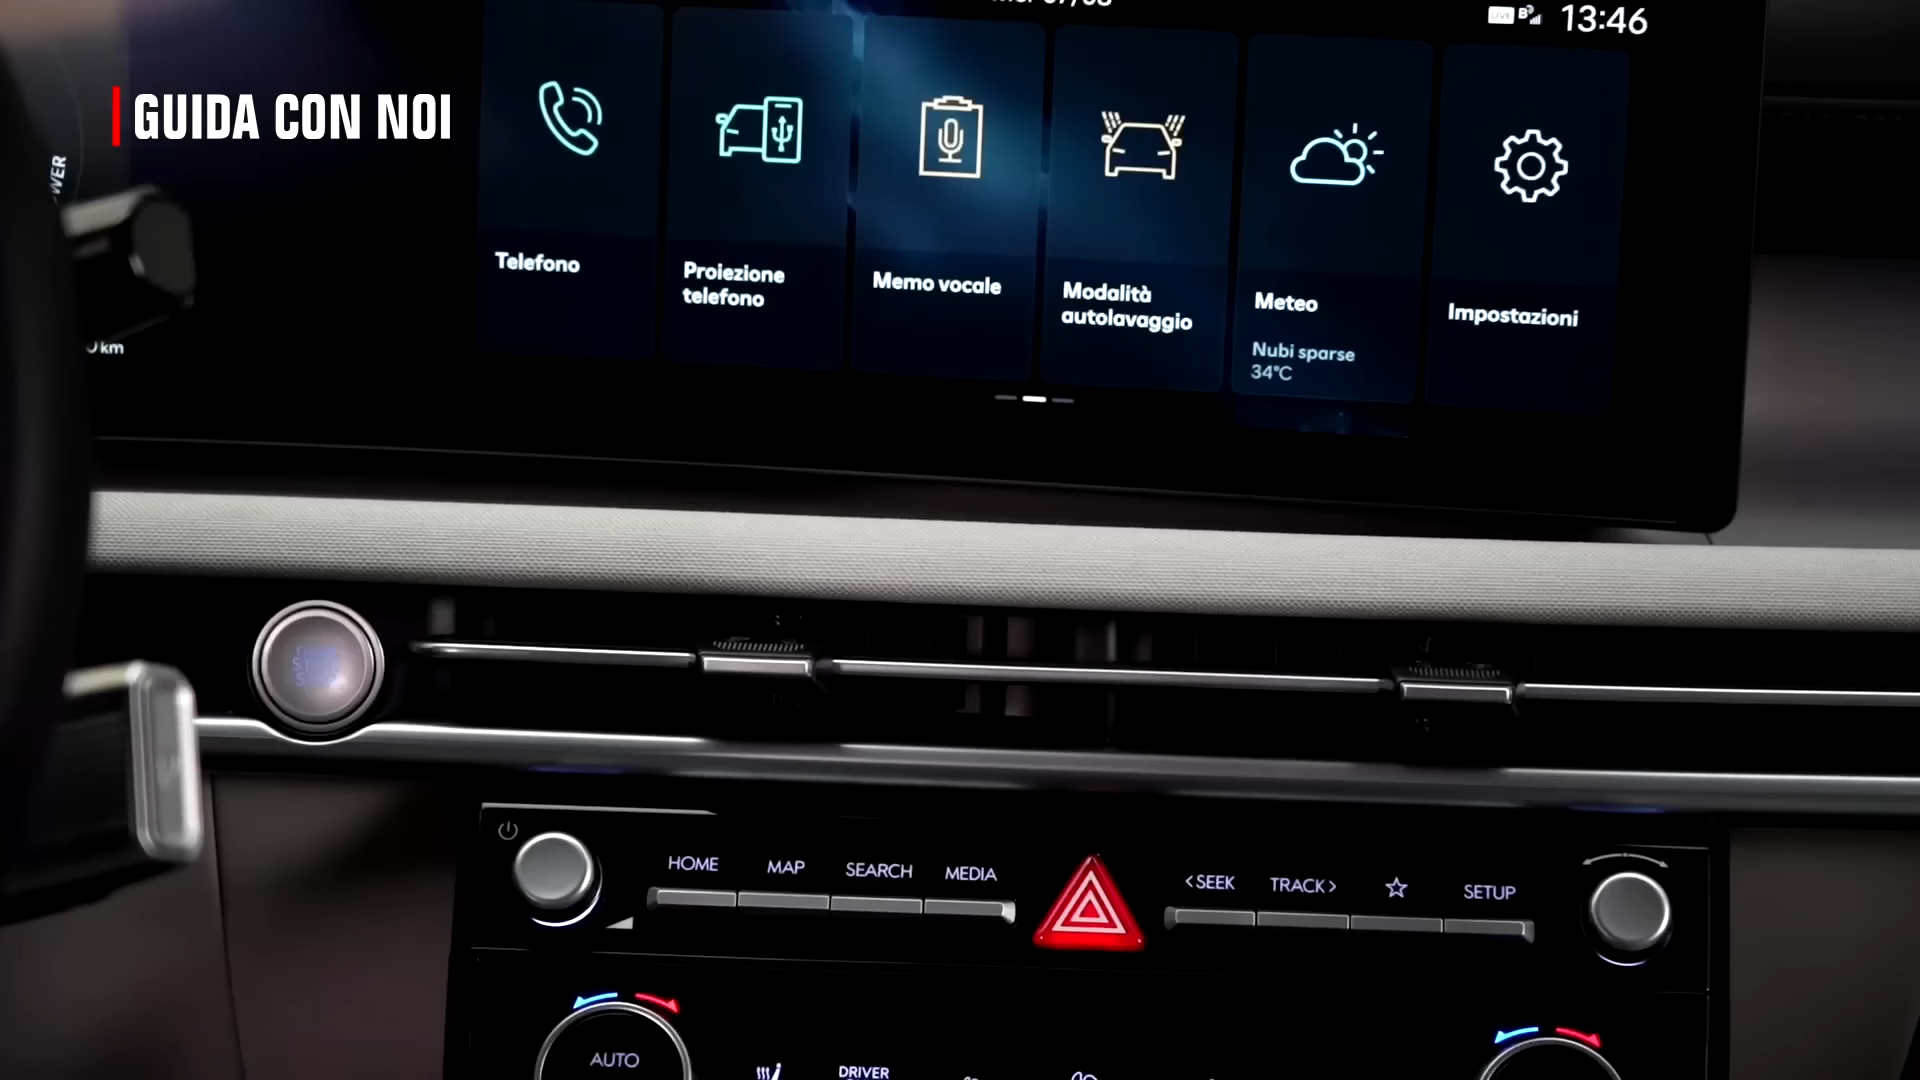 13:46
GUIDA CON NOI
Telefono
Proiezione
telefono
Memo vocale
Modalità
autolavaggio
Meteo
Nubi sparse
34°C
Impostazioni
km
HOME
MAP
SEARCH
MEDIA
<SEEK
TRACK>
☆
SETUP
AUTO
DRIVER